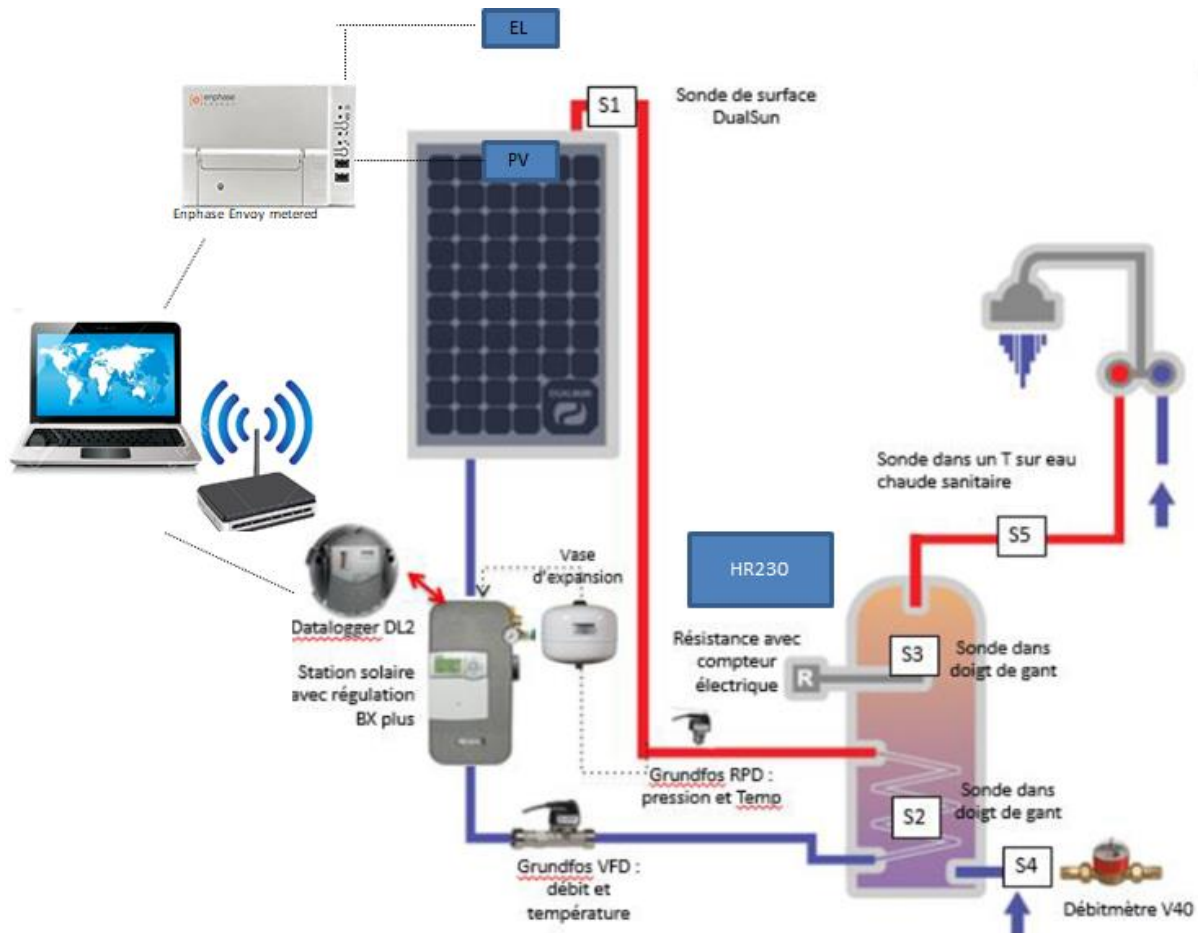 EL
enphase
S1
Sonde de surface
DualSun
PV
Enphase Envoy metered
DUALSUN
Sonde dans un T sur eau
chaude sanitaire
S5
HR230
Vase
d'expansion
Datalogger DL2
Station solaire
avec régulation
BX plus
Résistance avec
compteur
électrique
R
S3
Sonde dans
doigt de gant
Grundfos RPD :
pression et Temp
S2
Sonde dans
doigt de gant
S4
Grundfos VFD :
débit et
température
Débitmètre V40